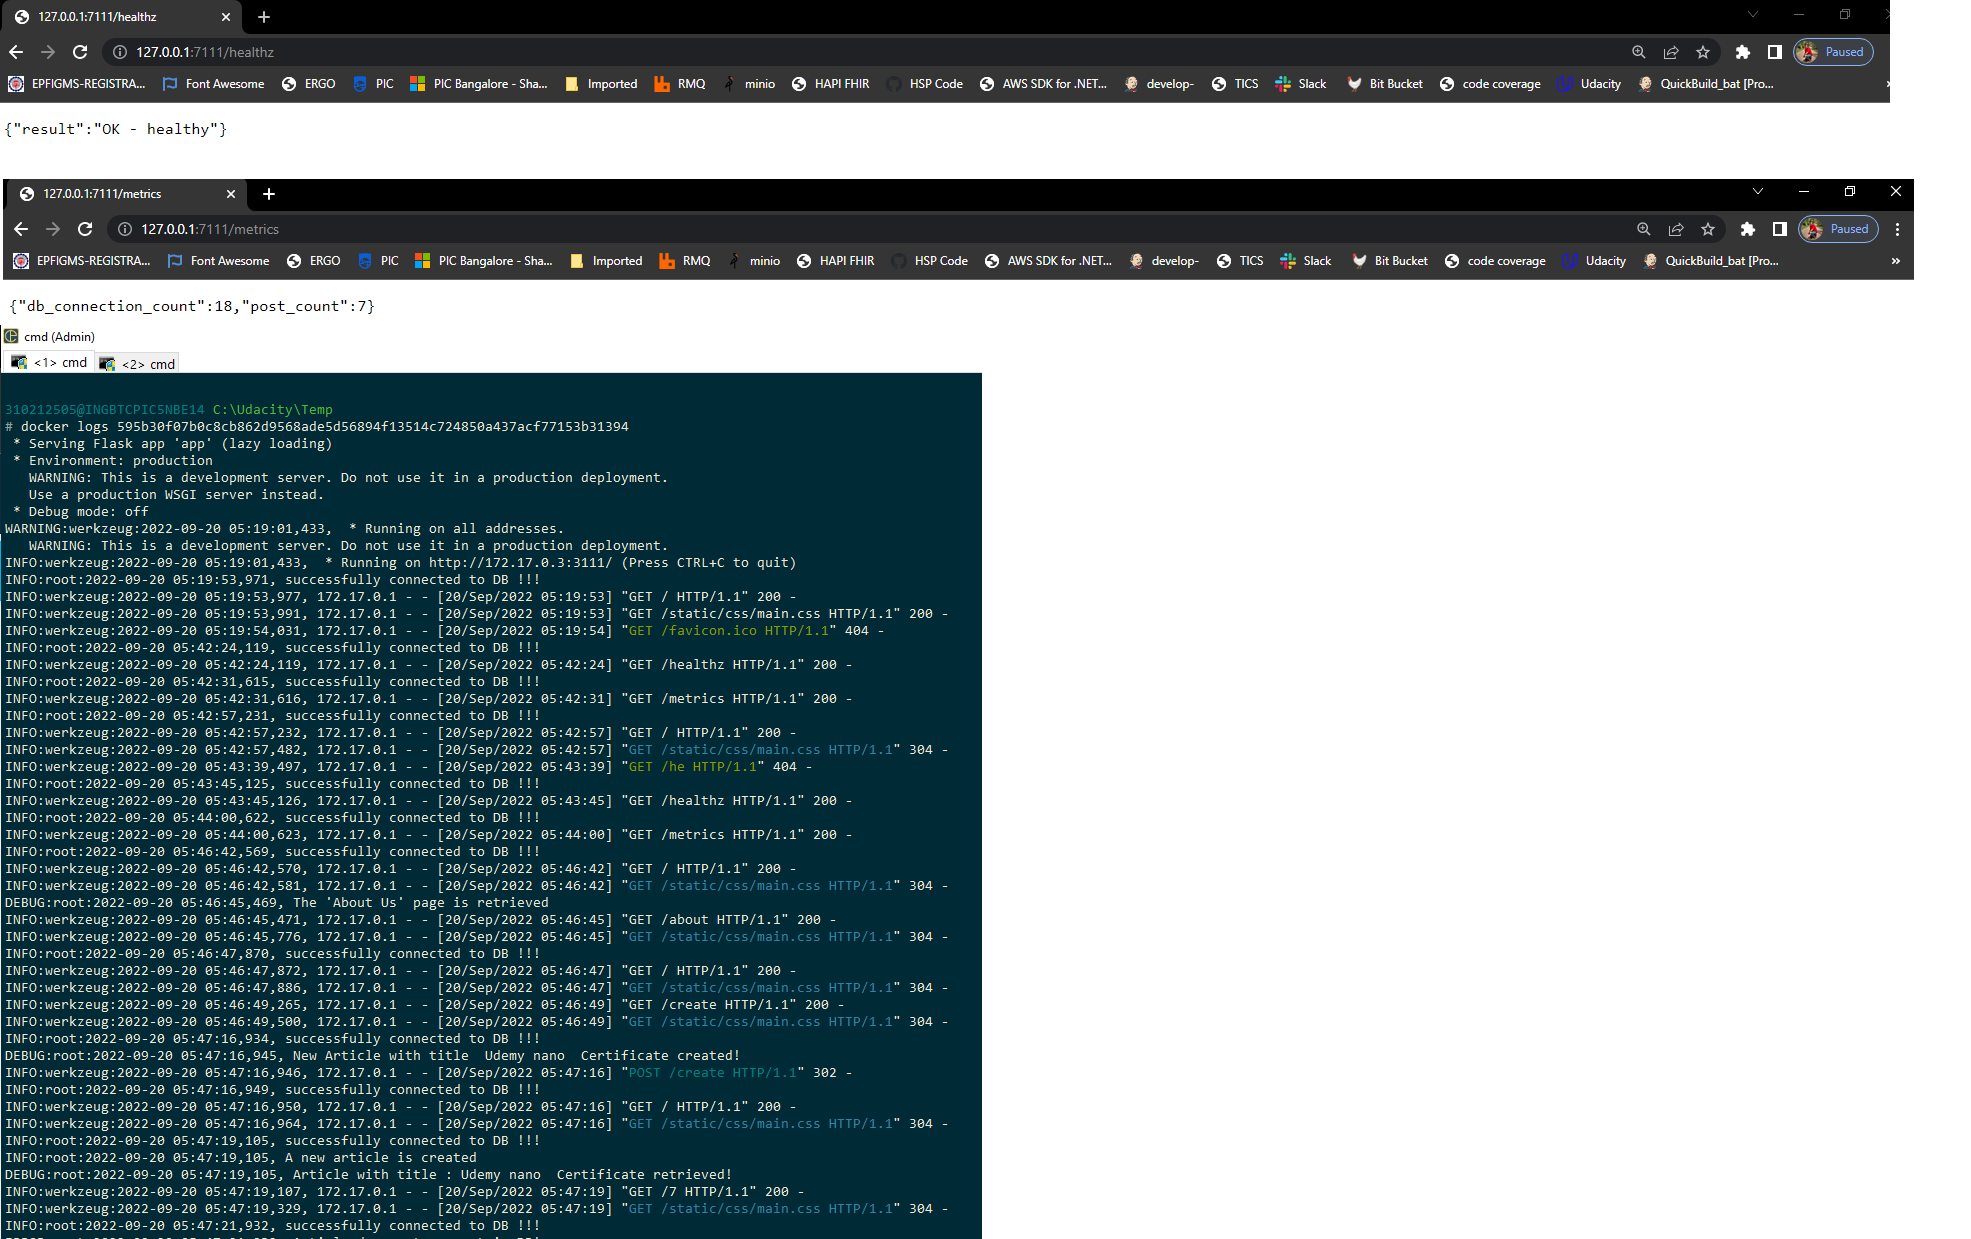 127.0.0.1:7111/healthz
127.0.0.1:7111/healthz
Paused
EPFIGMS-REGISTRA... Font Awesome ERGO PIC PIC Bangalore - Sha... Imported RMQ minio HAPI FHIR HSP Code AWS SDK for .NET... develop- TICS Slack Bit Bucket code coverage Udacity QuickBuild_bat [Pro...
{"result":"OK - healthy"}
127.0.0.1:7111/metrics
127.0.0.1:7111/metrics
Paused
EPFIGMS-REGISTRA... Font Awesome ERGO PIC PIC Bangalore - Sha... Imported RMQ minio HAPI FHIR HSP Code AWS SDK for .NET... develop- TICS Slack Bit Bucket code coverage Udacity QuickBuild_bat [Pro... »
{"db_connection_count":18,"post_count":7}
cmd (Admin)
<1> cmd <2> cmd
310212505@INGBTCPIC5NBE14 C:\Udacity\Temp
# docker logs 595b30f07b0c8cb862d9568ade5d56894f13514c724850a437acf77153b31394
* Serving Flask app 'app' (lazy loading)
* Environment: production
WARNING: This is a development server. Do not use it in a production deployment.
Use a production WSGI server instead.
* Debug mode: off
WARNING:werkzeug:2022-09-20 05:19:01,433,  * Running on all addresses.
WARNING: This is a development server. Do not use it in a production deployment.
INFO:werkzeug:2022-09-20 05:19:01,433,  * Running on http://172.17.0.3:3111/ (Press CTRL+C to quit)
INFO:root:2022-09-20 05:19:53,971, successfully connected to DB !!!
INFO:werkzeug:2022-09-20 05:19:53,977, 172.17.0.1 - - [20/Sep/2022 05:19:53] "GET / HTTP/1.1" 200 -
INFO:werkzeug:2022-09-20 05:19:53,991, 172.17.0.1 - - [20/Sep/2022 05:19:53] "GET /static/css/main.css HTTP/1.1" 200 -
INFO:werkzeug:2022-09-20 05:19:54,031, 172.17.0.1 - - [20/Sep/2022 05:19:54] "GET /favicon.ico HTTP/1.1" 404 -
INFO:root:2022-09-20 05:42:24,119, successfully connected to DB !!!
INFO:werkzeug:2022-09-20 05:42:24,119, 172.17.0.1 - - [20/Sep/2022 05:42:24] "GET /healthz HTTP/1.1" 200 -
INFO:root:2022-09-20 05:42:31,615, successfully connected to DB !!!
INFO:werkzeug:2022-09-20 05:42:31,616, 172.17.0.1 - - [20/Sep/2022 05:42:31] "GET /metrics HTTP/1.1" 200 -
INFO:root:2022-09-20 05:42:57,231, successfully connected to DB !!!
INFO:werkzeug:2022-09-20 05:42:57,232, 172.17.0.1 - - [20/Sep/2022 05:42:57] "GET / HTTP/1.1" 200 -
INFO:werkzeug:2022-09-20 05:42:57,482, 172.17.0.1 - - [20/Sep/2022 05:42:57] "GET /static/css/main.css HTTP/1.1" 304 -
INFO:werkzeug:2022-09-20 05:43:39,497, 172.17.0.1 - - [20/Sep/2022 05:43:39] "GET /he HTTP/1.1" 404 -
INFO:root:2022-09-20 05:43:45,125, successfully connected to DB !!!
INFO:werkzeug:2022-09-20 05:43:45,126, 172.17.0.1 - - [20/Sep/2022 05:43:45] "GET /healthz HTTP/1.1" 200 -
INFO:root:2022-09-20 05:44:00,622, successfully connected to DB !!!
INFO:werkzeug:2022-09-20 05:44:00,623, 172.17.0.1 - - [20/Sep/2022 05:44:00] "GET /metrics HTTP/1.1" 200 -
INFO:root:2022-09-20 05:46:42,569, successfully connected to DB !!!
INFO:werkzeug:2022-09-20 05:46:42,570, 172.17.0.1 - - [20/Sep/2022 05:46:42] "GET / HTTP/1.1" 200 -
INFO:werkzeug:2022-09-20 05:46:42,581, 172.17.0.1 - - [20/Sep/2022 05:46:42] "GET /static/css/main.css HTTP/1.1" 304 -
DEBUG:root:2022-09-20 05:46:45,469, The 'About Us' page is retrieved
INFO:werkzeug:2022-09-20 05:46:45,471, 172.17.0.1 - - [20/Sep/2022 05:46:45] "GET /about HTTP/1.1" 200 -
INFO:werkzeug:2022-09-20 05:46:45,776, 172.17.0.1 - - [20/Sep/2022 05:46:45] "GET /static/css/main.css HTTP/1.1" 304 -
INFO:root:2022-09-20 05:46:47,870, successfully connected to DB !!!
INFO:werkzeug:2022-09-20 05:46:47,872, 172.17.0.1 - - [20/Sep/2022 05:46:47] "GET / HTTP/1.1" 200 -
INFO:werkzeug:2022-09-20 05:46:47,886, 172.17.0.1 - - [20/Sep/2022 05:46:47] "GET /static/css/main.css HTTP/1.1" 304 -
INFO:werkzeug:2022-09-20 05:46:49,265, 172.17.0.1 - - [20/Sep/2022 05:46:49] "GET /create HTTP/1.1" 200 -
INFO:werkzeug:2022-09-20 05:46:49,500, 172.17.0.1 - - [20/Sep/2022 05:46:49] "GET /static/css/main.css HTTP/1.1" 304 -
INFO:root:2022-09-20 05:47:16,934, successfully connected to DB !!!
DEBUG:root:2022-09-20 05:47:16,945, New Article with title  Udemy nano  Certificate created!
INFO:werkzeug:2022-09-20 05:47:16,946, 172.17.0.1 - - [20/Sep/2022 05:47:16] "POST /create HTTP/1.1" 302 -
INFO:root:2022-09-20 05:47:16,949, successfully connected to DB !!!
INFO:werkzeug:2022-09-20 05:47:16,950, 172.17.0.1 - - [20/Sep/2022 05:47:16] "GET / HTTP/1.1" 200 -
INFO:werkzeug:2022-09-20 05:47:16,964, 172.17.0.1 - - [20/Sep/2022 05:47:16] "GET /static/css/main.css HTTP/1.1" 304 -
INFO:root:2022-09-20 05:47:19,105, successfully connected to DB !!!
INFO:root:2022-09-20 05:47:19,105, A new article is created
DEBUG:root:2022-09-20 05:47:19,105, Article with title : Udemy nano  Certificate retrieved!
INFO:werkzeug:2022-09-20 05:47:19,107, 172.17.0.1 - - [20/Sep/2022 05:47:19] "GET /7 HTTP/1.1" 200 -
INFO:werkzeug:2022-09-20 05:47:19,329, 172.17.0.1 - - [20/Sep/2022 05:47:19] "GET /static/css/main.css HTTP/1.1" 304 -
INFO:root:2022-09-20 05:47:21,932, successfully connected to DB !!!